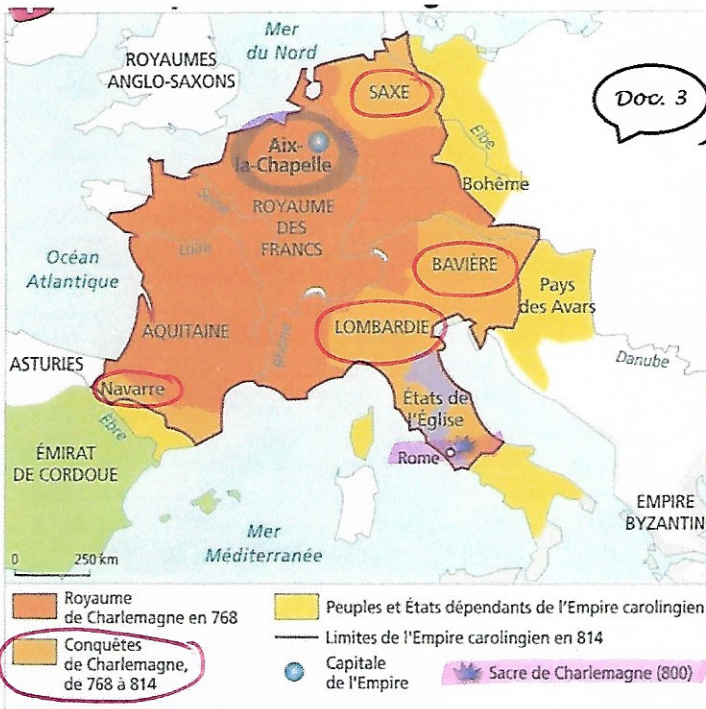 Mer
du Nord
ROYAUMES
ANGLO-SAXONS
SAXE
Doc. 3
Elbe
Aix-
la-Chapelle
Bohême
Seine
ROYAUME
DES
FRANCS
Loire
Océan
Atlantique
BAVIÈRE
Pays
des Avars
AQUITAINE
LOMBARDIE
Rhône
ASTURIES
Danube
Navarre
États de
l'Église
Èbre
ÉMIRAT
DE CORDOUE
Rome
EMPIRE
BYZANTIN
Mer
Méditerranée
0 250 km
Royaume
de Charlemagne en 768
Conquêtes
de Charlemagne,
de 768 à 814
Peuples et États dépendants de l'Empire carolingien
Limites de l'Empire carolingien en 814
Capitale
de l'Empire
Sacre de Charlemagne (800)